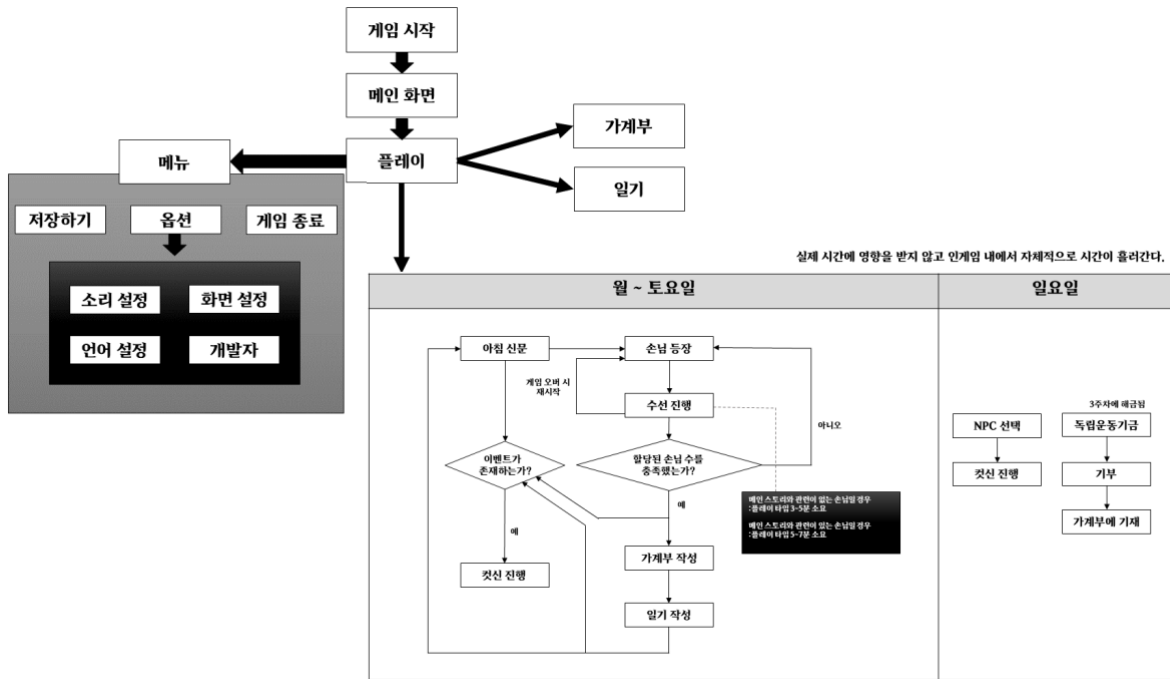 게임 시작
메인 화면
플레이
메뉴
가계부
일기
저장하기
옵션
게임 종료
소리 설정
화면 설정
언어 설정
개발자
실제 시간에 영향을 받지 않고 인게임 내에서 자체적으로 시간이 흘러간다.
월 ~ 토요일
일요일
아침 신문
손님 등장
게임 오버 시
재시작
수선 진행
아니오
이벤트가
존재하는가?
할당된 손님 수를
충족했는가?
예
예
컷신 진행
가계부 작성
일기 작성
메인 스토리와 관련이 있는 손님일 경우
:플레이 타임 3~5분 소요
메인 스토리와 관련이 있는 손님일 경우
:플레이 타임 5~7분 소요
NPC 선택
컷신 진행
3주차에 해금됨
독립운동기금
기부
가계부에 기재